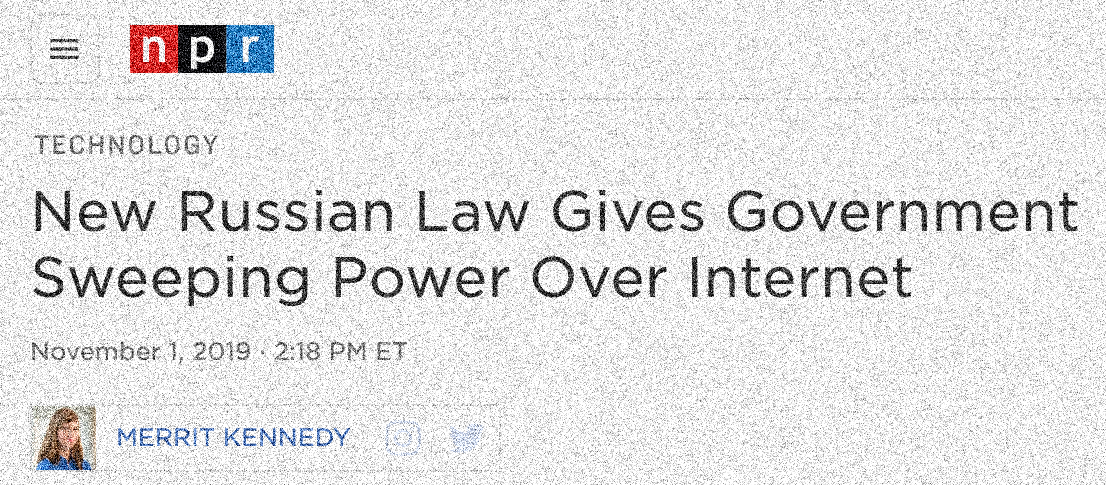 npr
TECHNOLOGY
New Russian Law Gives Government
Sweeping Power Over Internet
November 1, 2019 · 2:18 PM ET
MERRIT KENNEDY